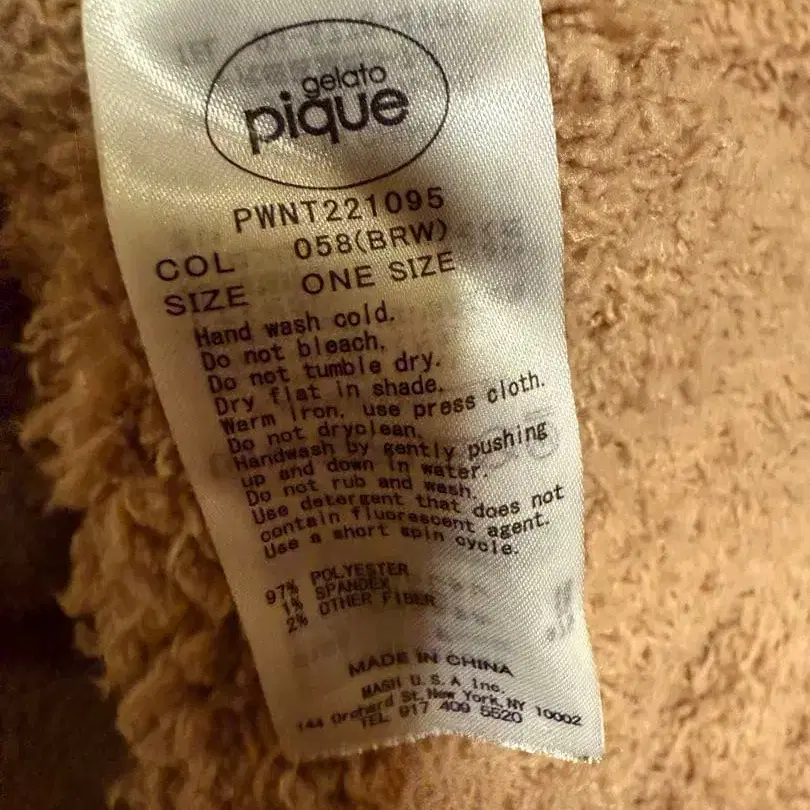 gelato
pique
PWNT221095
COL 058(BRW)
SIZE ONE SIZE
Hand wash cold.
Do not bleach.
Do not tumble dry.
Dry flat in shade.
Warm iron, use press cloth.
Do not dryclean.
Handwash by gently pushing
up and down in water.
Do not rub and wash.
Use detergent that does not
contain fluorescent agent.
Use a short spin cycle.
97% POLYESTER
1% SPANDEX
2% OTHER FIBER
MADE IN CHINA
MASH U.S.A Inc.
144 Orchard St, New York, NY 10002
TEL 917 409 5520